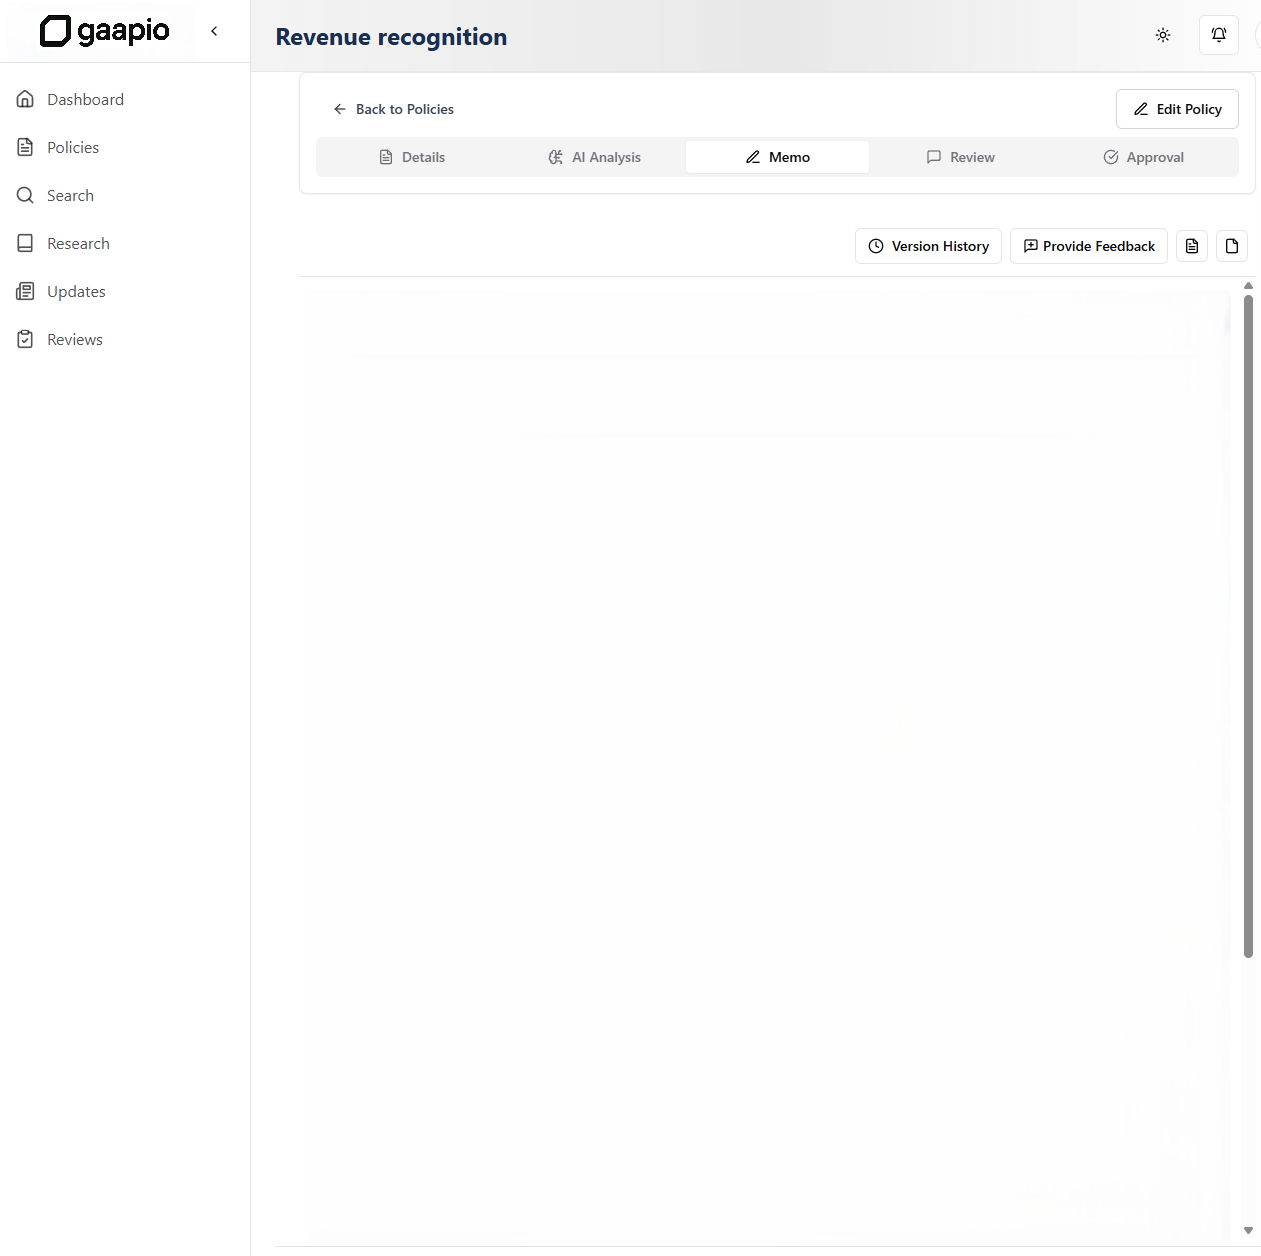 gaapio
Revenue recognition
Dashboard
Policies
Search
Research
Updates
Reviews
Back to Policies
Edit Policy
Details
AI Analysis
Memo
Review
Approval
Version History
Provide Feedback